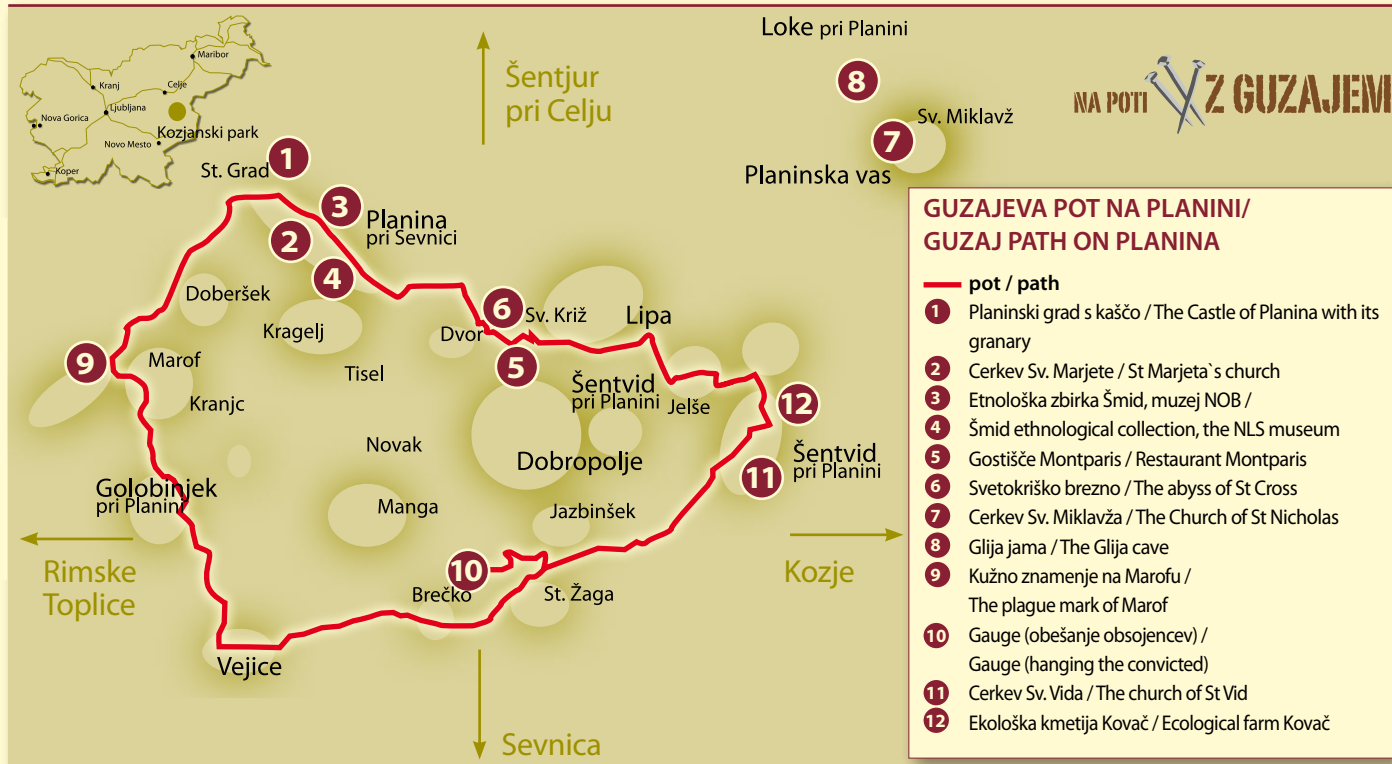 Maribor
Kranj
Celje
Ljubljana
Nova Gorica
Kozjanski park
Novo Mesto
Koper
Šentjur
pri Celju
Loke pri Planini
8
NA POTI Z GUZAJEM
Sv. Miklavž
7
Planinska vas
St. Grad
1
3
Planina
pri Sevnici
2
4
Doberšek
Kragelj
6
Sv. Križ
Lipa
Dvor
5
9
Marof
Tisel
Kranjc
Šentvid
pri Planini
Jelše
12
Novak
Dobropolje
Šentvid
pri Planini
11
Golobinjek
pri Planini
Manga
Jazbinšek
Rimske
Toplice
10
Brečko
St. Žaga
Kozje
Vejice
Sevnica
GUZAJEVA POT NA PLANINI/
GUZAJ PATH ON PLANINA
pot / path
1 Planinski grad s kaščo / The Castle of Planina with its
granary
2 Cerkev Sv. Marjete / St Marjeta`s church
3 Etnološka zbirka Šmid, muzej NOB /
4 Šmid ethnological collection, the NLS museum
5 Gostišče Montparis / Restaurant Montparis
6 Svetokriško brezno / The abyss of St Cross
7 Cerkev Sv. Miklavža / The Church of St Nicholas
8 Glija jama / The Glija cave
9 Kužno znamenje na Marofu /
The plague mark of Marof
10 Gauge (obešanje obsojencev) /
Gauge (hanging the convicted)
11 Cerkev Sv. Vida / The church of St Vid
12 Ekološka kmetija Kovač / Ecological farm Kovač